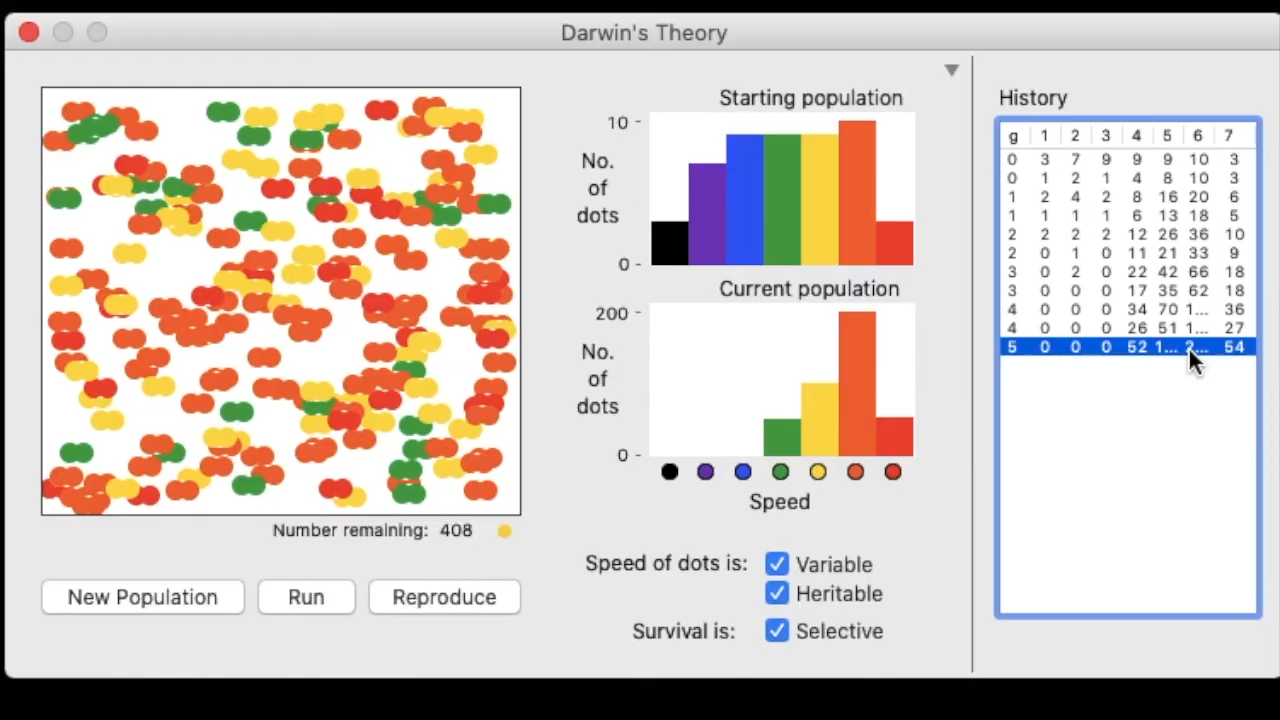 Darwin's Theory
Starting population
10 -
No.
of
dots
0 -
Current population
200 -
No.
of
dots
0 -
Speed
Number remaining: 408
New Population
Run
Reproduce
Speed of dots is:
Variable
Heritable
Survival is:
Selective
History
g 1 2 3 4 5 6 7
0 3 7 9 9 9 10 3
0 1 2 1 4 8 10 3
1 2 4 2 8 16 20 6
1 1 1 1 6 13 18 5
2 2 2 2 12 26 36 10
2 0 1 0 11 21 33 9
3 0 2 0 22 42 66 18
3 0 0 0 17 35 62 18
4 0 0 0 34 70 1... 36
4 0 0 0 26 51 1... 27
5 0 0 0 52 1... 2... 54